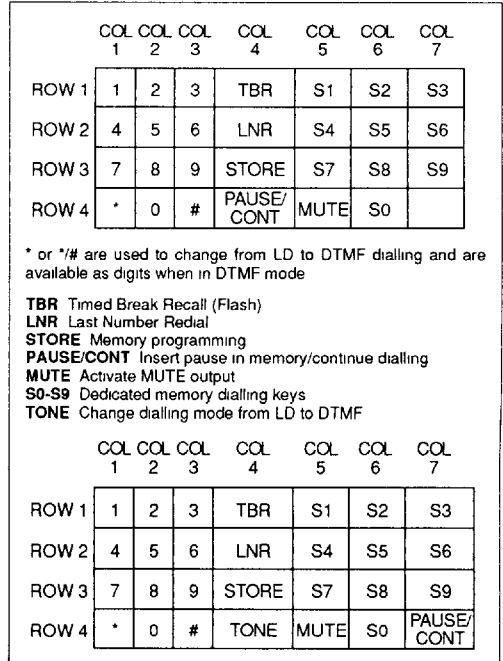 COL COL COL COL COL COL COL
1 2 3 4 5 6 7
ROW 1 1 2 3 TBR S1 S2 S3
ROW 2 4 5 6 LNR S4 S5 S6
ROW 3 7 8 9 STORE S7 S8 S9
ROW 4 * 0 # PAUSE/ CONT MUTE S0
* or */# are used to change from LD to DTMF dialling and are
available as digits when in DTMF mode
TBR Timed Break Recall (Flash)
LNR Last Number Redial
STORE Memory programming
PAUSE/CONT Insert pause in memory/continue dialling
MUTE Activate MUTE output
S0-S9 Dedicated memory dialling keys
TONE Change dialling mode from LD to DTMF
COL COL COL COL COL COL COL
1 2 3 4 5 6 7
ROW 1 1 2 3 TBR S1 S2 S3
ROW 2 4 5 6 LNR S4 S5 S6
ROW 3 7 8 9 STORE S7 S8 S9
ROW 4 * 0 # TONE MUTE S0 PAUSE/ CONT